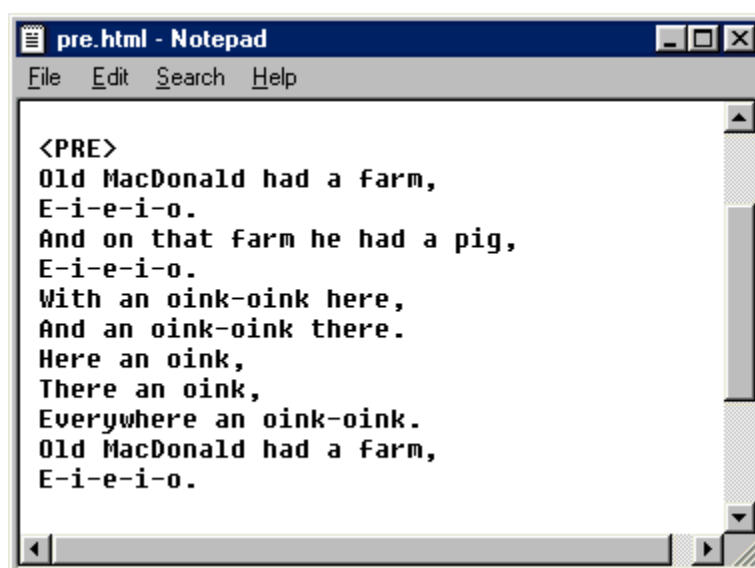 pre.html - Notepad
File Edit Search Help
<PRE>
Old MacDonald had a farm,
E-i-e-i-o.
And on that farm he had a pig,
E-i-e-i-o.
With an oink-oink here,
And an oink-oink there.
Here an oink,
There an oink,
Everywhere an oink-oink.
Old MacDonald had a farm,
E-i-e-i-o.